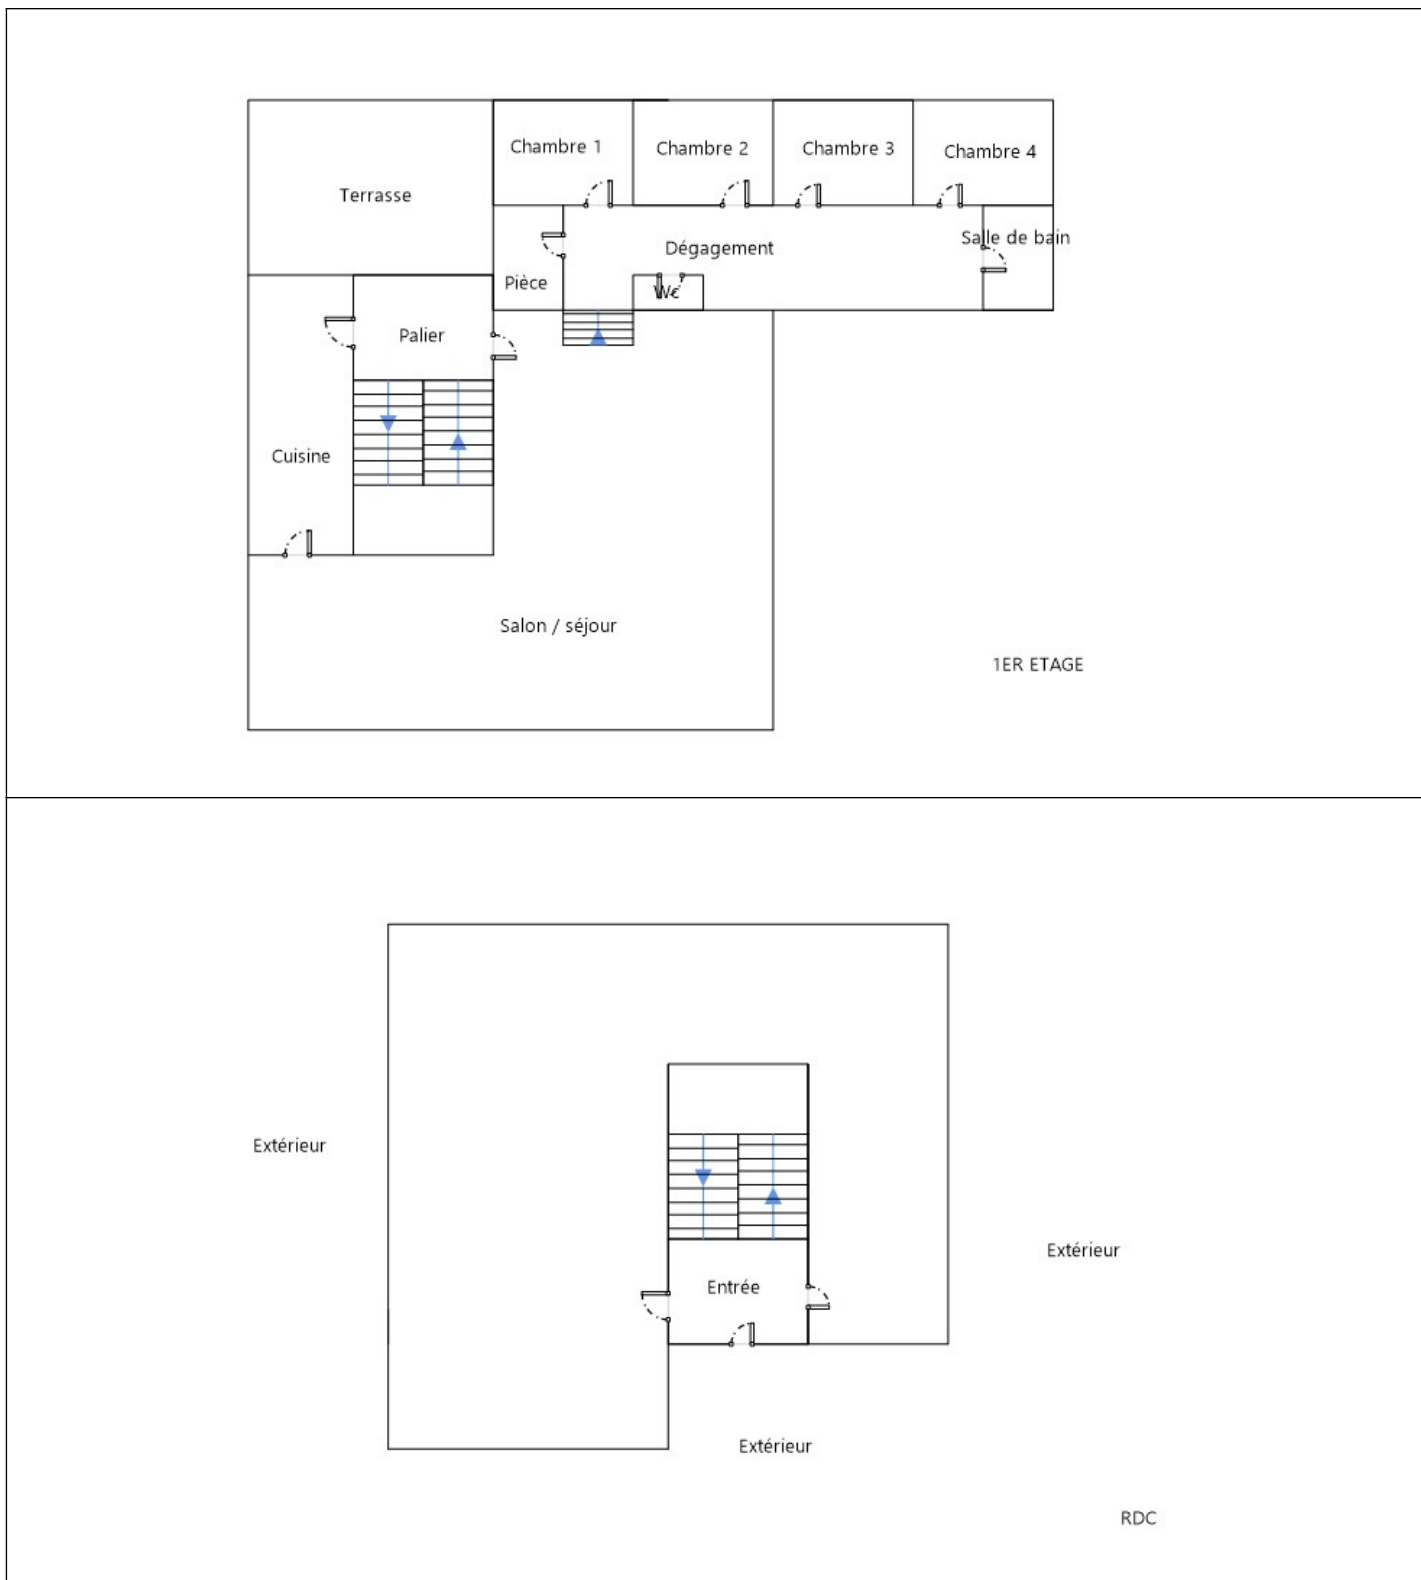 Chambre 1
Chambre 2
Chambre 3
Chambre 4
Terrasse
Salle de bain
Dégagement
Pièce
WC
Palier
Cuisine
Salon / séjour
1ER ETAGE
Extérieur
Extérieur
Entrée
Extérieur
RDC